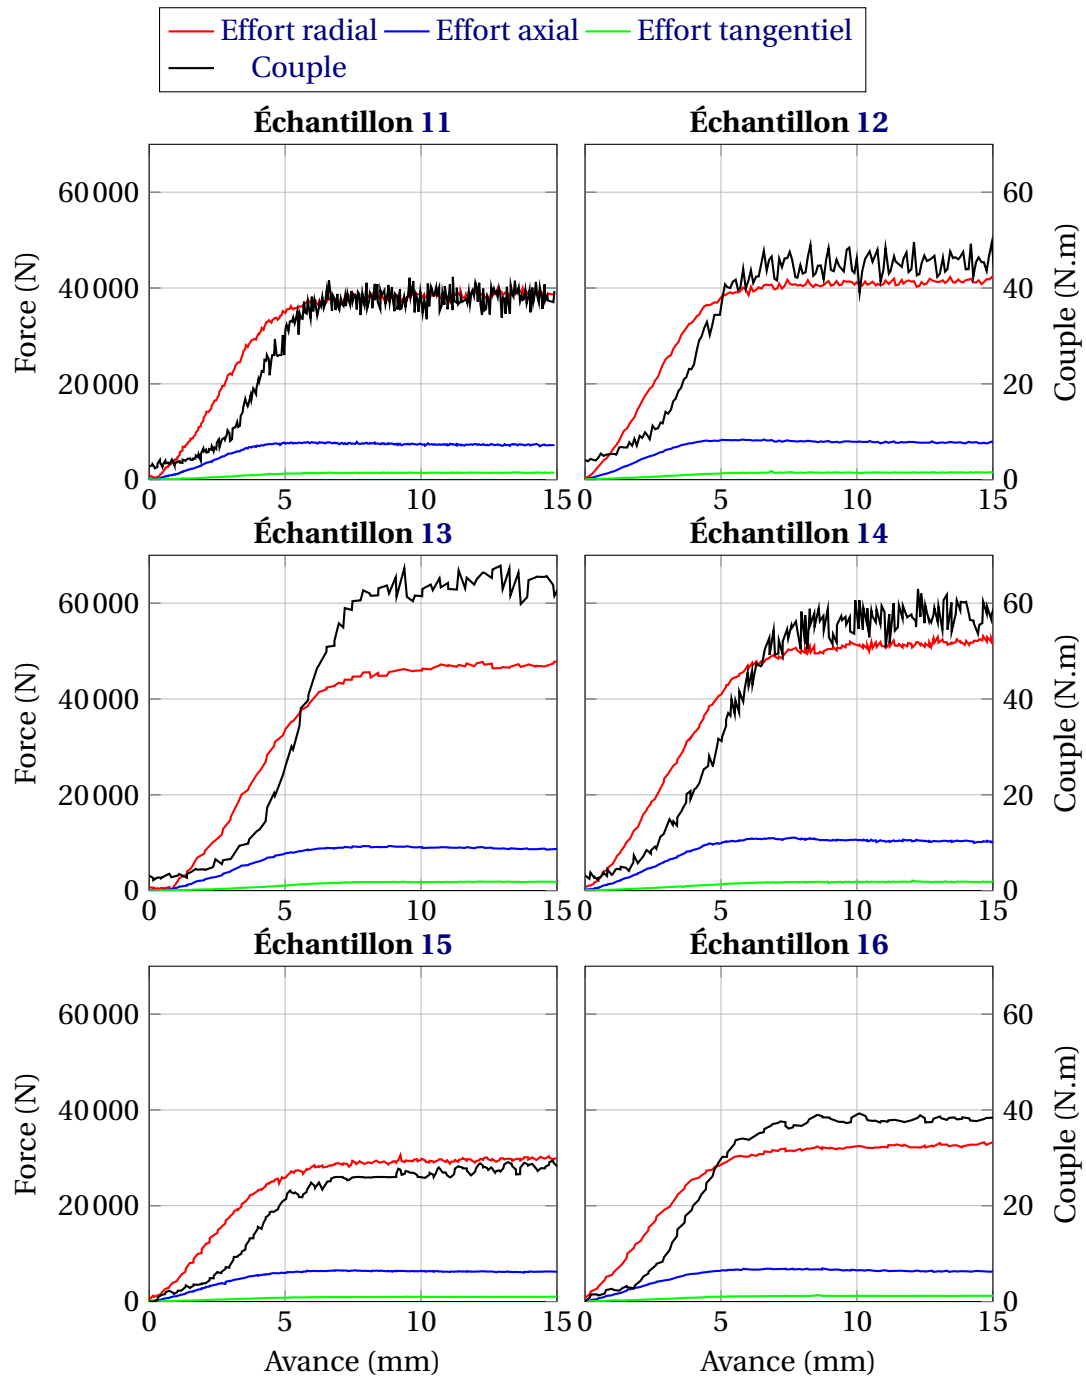 Effort radial Effort axial Effort tangentiel
Couple
Échantillon 11
Échantillon 12
60 000
40 000
20 000
0
Force (N)
0 5 10 15
60
40
20
0
Couple (N.m)
0 5 10 15
Échantillon 13
Échantillon 14
60 000
40 000
20 000
0
Force (N)
0 5 10 15
60
40
20
0
Couple (N.m)
0 5 10 15
Échantillon 15
Échantillon 16
60 000
40 000
20 000
0
Force (N)
0 5 10 15
Avance (mm)
60
40
20
0
Couple (N.m)
0 5 10 15
Avance (mm)